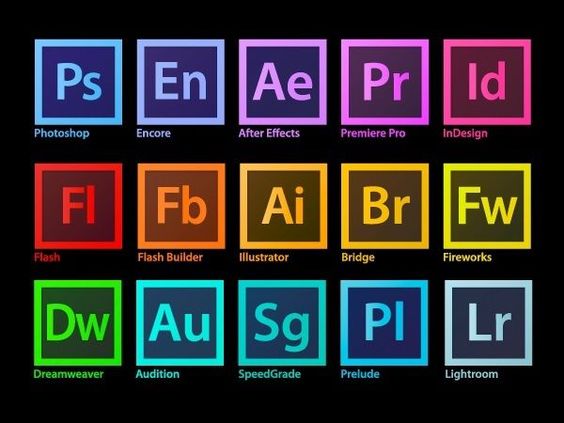 Ps En Ae Pr Id
Photoshop Encore After Effects Premiere Pro InDesign
Fl Fb Ai Br Fw
Flash Flash Builder Illustrator Bridge Fireworks
Dw Au Sg Pl Lr
Dreamweaver Audition SpeedGrade Prelude Lightroom